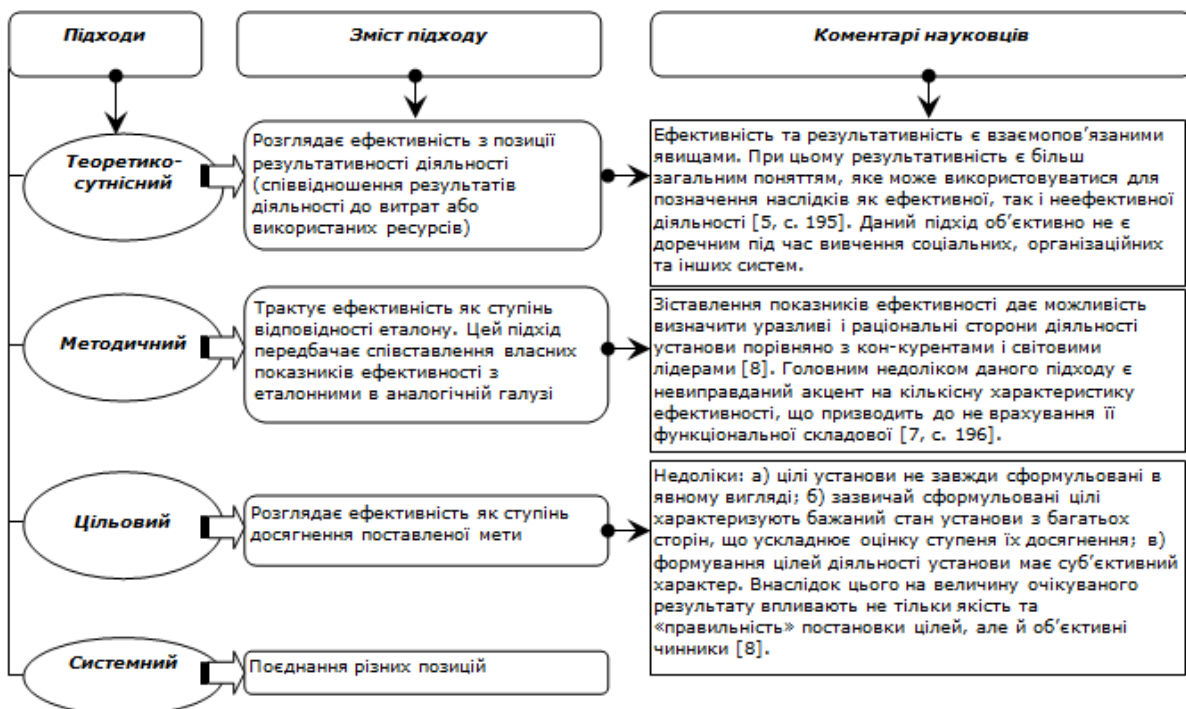 Підходи
Зміст підходу
Коментарі науковців
Теоретико-
сутнісний
Розглядає ефективність з позиції
результативності діяльності
(співвідношення результатів
діяльності до витрат або
використаних ресурсів)
Ефективність та результативність є взаємопов’язаними
явищами. При цьому результативність є більш
загальним поняттям, яке може використовуватися для
позначення наслідків як ефективної, так і неефективної
діяльності [5, с. 195]. Даний підхід об’єктивно не є
доречним під час вивчення соціальних, організаційних
та інших систем.
Методичний
Трактує ефективність як ступінь
відповідності еталону. Цей підхід
передбачає співставлення власних
показників ефективності з
еталонними в аналогічній галузі
Зіставлення показників ефективності дає можливість
визначити уразливі і раціональні сторони діяльності
установи порівняно з кон-курентами і світовими
лідерами [8]. Головним недоліком даного підходу є
невиправданий акцент на кількісну характеристику
ефективності, що призводить до не врахування її
функціональної складової [7, с. 196].
Цільовий
Розглядає ефективність як ступінь
досягнення поставленої мети
Недоліки: а) цілі установи не завжди сформульовані в
явному вигляді; б) зазвичай сформульовані цілі
характеризують бажаний стан установи з багатьох
сторін, що ускладнює оцінку ступеня їх досягнення; в)
формування цілей діяльності установи має суб’єктивний
характер. Внаслідок цього на величину очікуваного
результату впливають не тільки якість та
«правильність» постановки цілей, але й об’єктивні
чинники [8].
Системний
Поєднання різних позицій